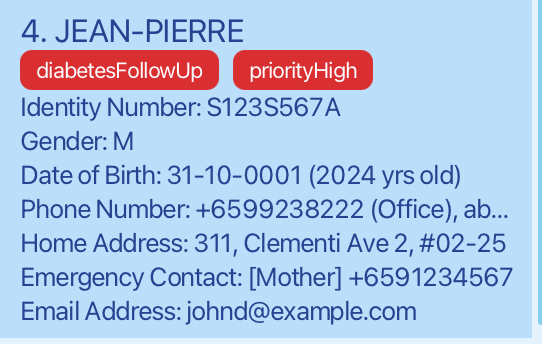 4. JEAN-PIERRE
diabetesFollowUp priorityHigh
Identity Number: S123S567A
Gender: M
Date of Birth: 31-10-0001 (2024 yrs old)
Phone Number: +6599238222 (Office), ab...
Home Address: 311, Clementi Ave 2, #02-25
Emergency Contact: [Mother] +6591234567
Email Address: johnd@example.com